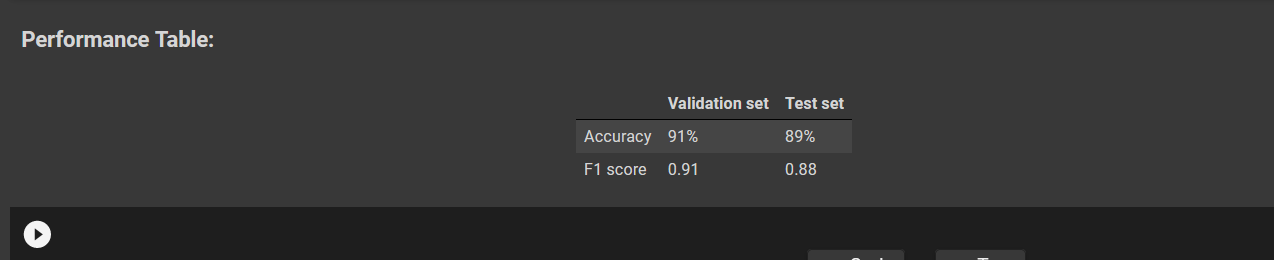 Performance Table:
Validation set Test set
Accuracy 91% 89%
F1 score 0.91 0.88